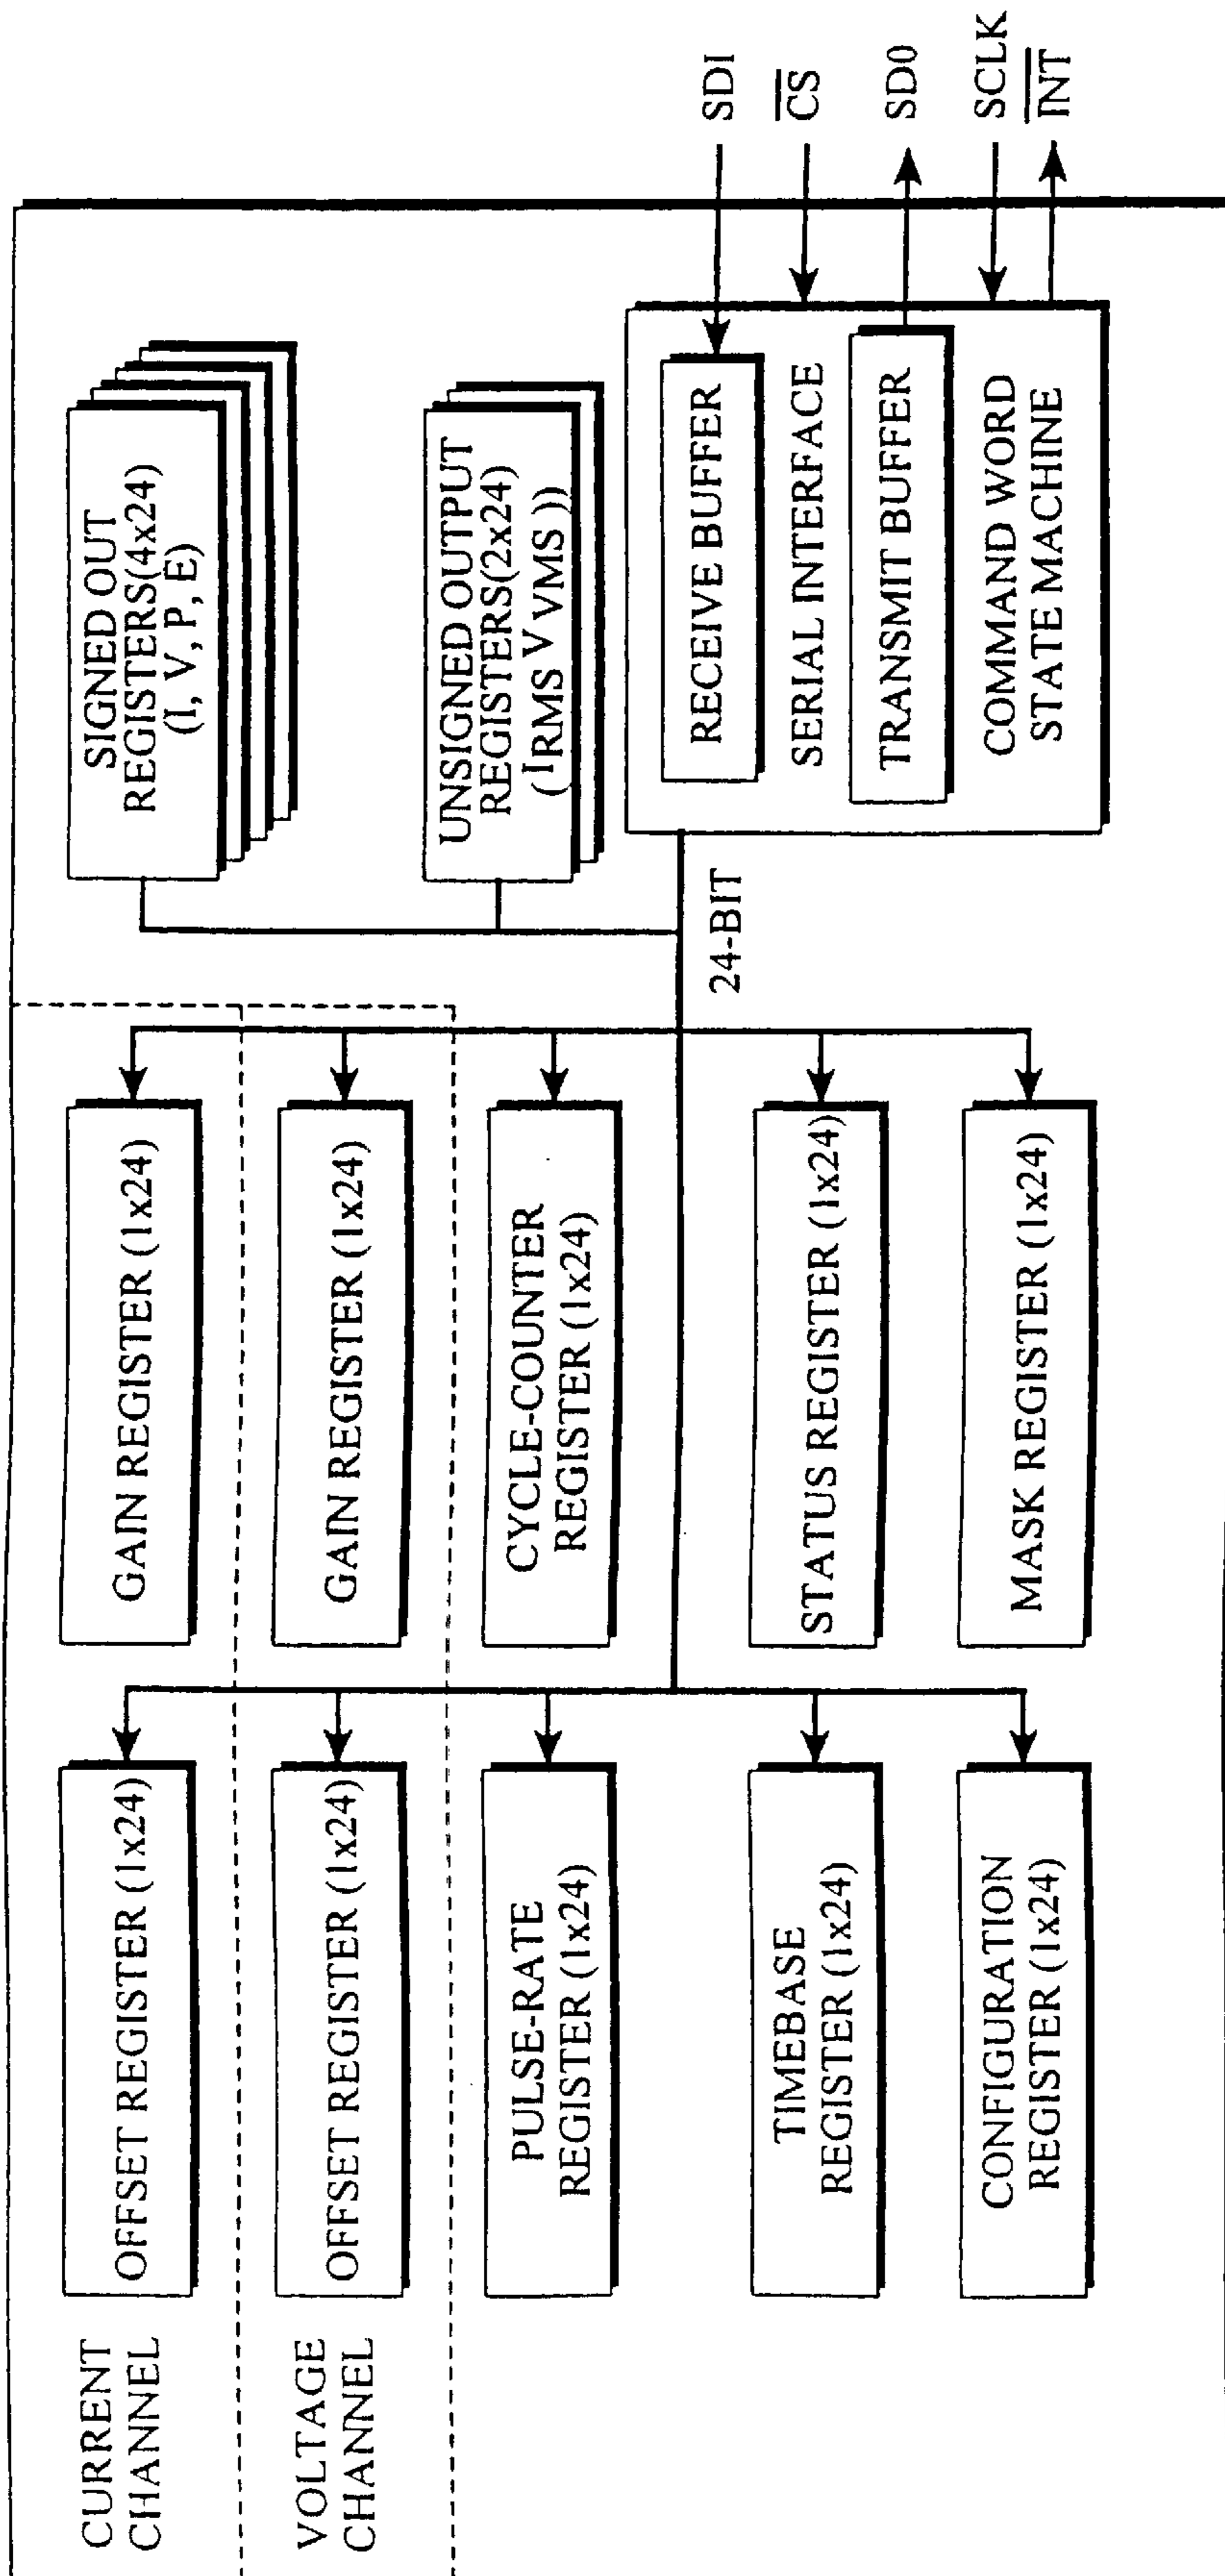 CURRENT
CHANNEL
OFFSET REGISTER (1x24)
GAIN REGISTER (1x24)
SIGNED OUT
REGISTERS(4x24)
(I, V, P, E)
VOLTAGE
CHANNEL
OFFSET REGISTER (1x24)
GAIN REGISTER (1x24)
UNSIGNED OUTPUT
REGISTERS(2x24)
(IRMS V VMS ))
PULSE-RATE
REGISTER (1x24)
CYCLE-COUNTER
REGISTER (1x24)
24-BIT
RECEIVE BUFFER
SDI
SERIAL INTERFACE
CS
TIMEBASE
REGISTER (1x24)
STATUS REGISTER (1x24)
TRANSMIT BUFFER
SD0
CONFIGURATION
REGISTER (1x24)
MASK REGISTER (1x24)
COMMAND WORD
STATE MACHINE
SCLK
INT